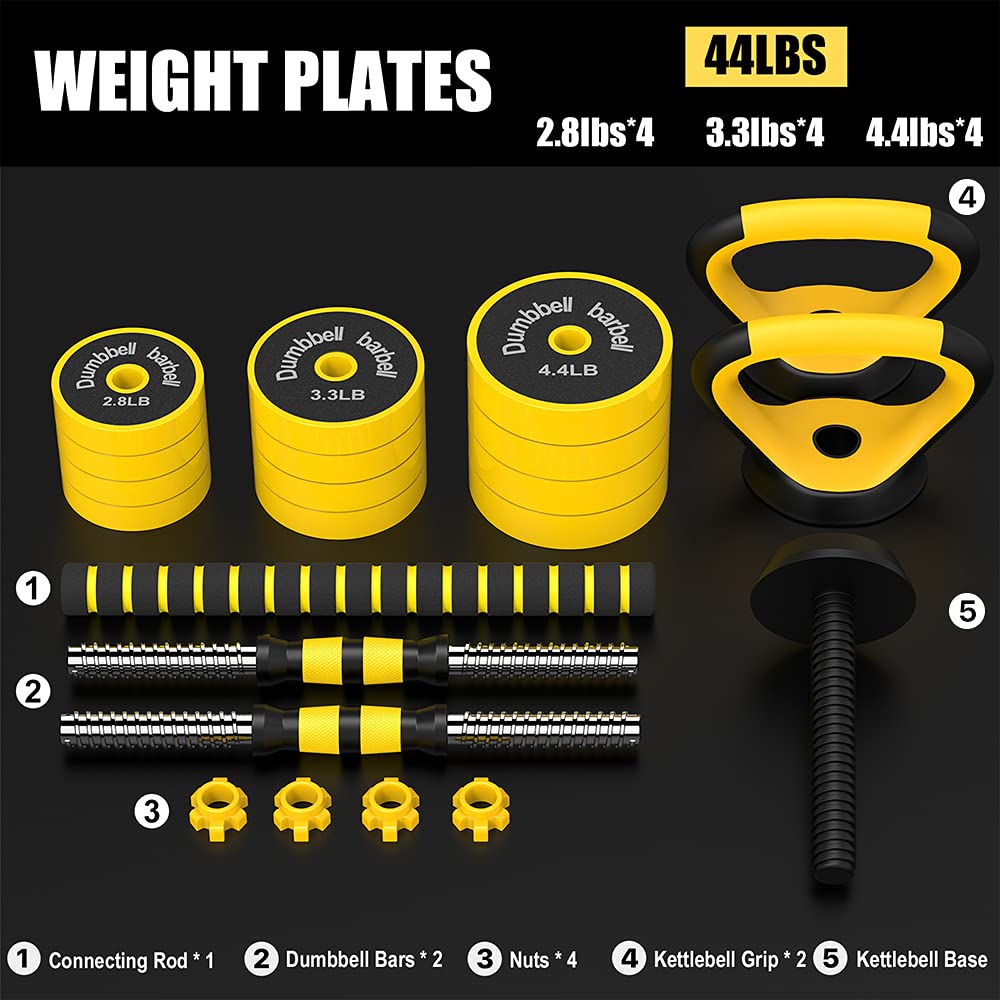 WEIGHT PLATES
44LBS
2.8lbs*4 3.3lbs*4 4.4lbs*4
4
Dumbbell barbell
2.8LB
Dumbbell barbell
3.3LB
Dumbbell barbell
4.4LB
1
5
2
3
1 Connecting Rod * 1 2 Dumbbell Bars * 2 3 Nuts * 4 4 Kettlebell Grip * 2 5 Kettlebell Base